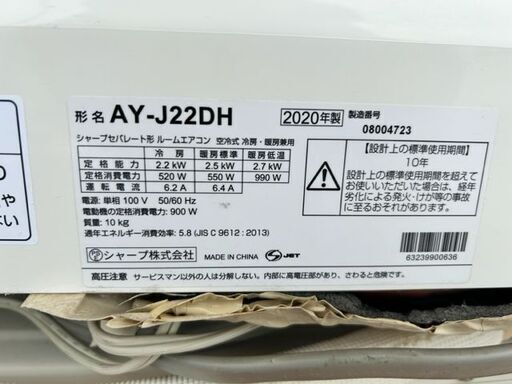 形名 AY-J22DH 2020年製 製造番号 08004723
シャープセパレート形 ルームエアコン 空冷式 冷房・暖房兼用
冷房 暖房標準 暖房低温
定格能力 2.2 kW 2.5 kW 2.7 kW
定格消費電力 520 W 550 W 990 W
運転電流 6.2 A 6.4 A
電源: 単相 100 V 50/60 Hz
電動機の定格消費電力: 900 W
質量: 10 kg
通年エネルギー消費効率: 5.8 (JIS C 9612 : 2013)
シャープ株式会社 MADE IN CHINA S JET
【設計上の標準使用期間】
10年
設計上の標準使用期間を超えて
お使いいただいた場合は、経年
劣化による発火・けが等の事故
に至るおそれがあります。
63239900636
高圧注意 サービスマン以外の人は分解しない。内部に高電圧部があり、さわると危険です。
の
や
ない